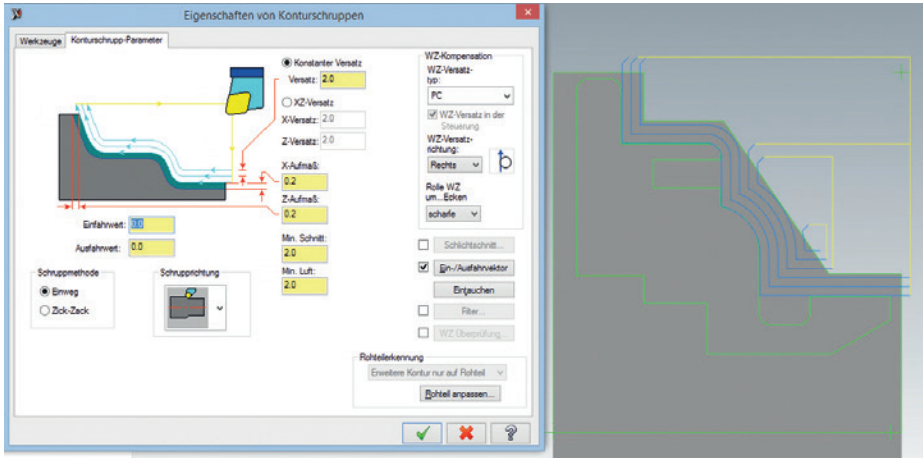 Eigenschaften von Konturschruppen
Werkzeuge
Konturschrupp-Parameter
Konstanter Versatz
Versatz:
2.0
XZ-Versatz
X-Versatz:
2.0
Z-Versatz:
2.0
X-Aufmaß:
0.2
Z-Aufmaß:
0.2
Einfahrwert:
0.0
Ausfahrwert:
0.0
Min. Schnitt:
2.0
Min. Luft:
2.0
Schruppmethode
Einweg
Zick-Zack
Schrupprichtung
WZ-Kompensation
WZ-Versatz-
typ:
PC
WZ-Versatz in der
Steuerung
WZ-Versatz-
richtung:
Rechts
Rolle WZ
um...Ecken
scharfe
Schlichtschnitt...
Ein-/Ausfahrvektor
Eintauchen
Filter...
WZ Überprüfung...
Rohteilerkennung
Erweitere Kontur nur auf Rohteil
Rohteil anpassen...